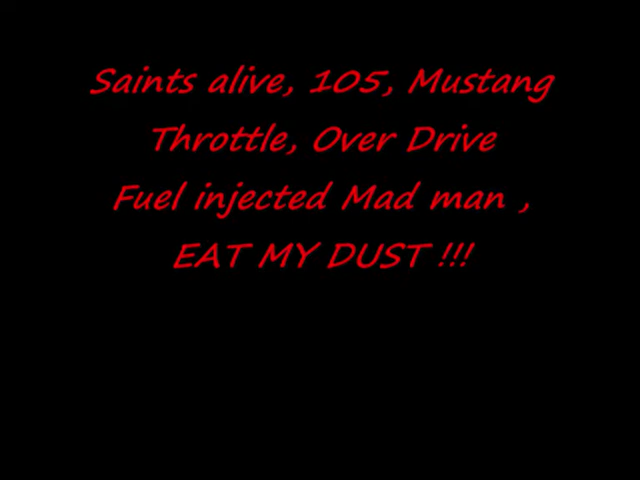 Saints alive, 105, Mustang
Throttle, Over Drive
Fuel injected Mad man ,
EAT MY DUST !!!